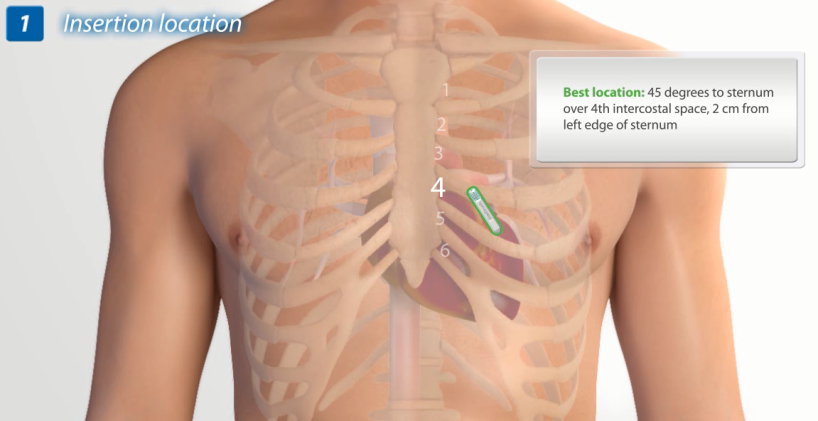 1 Insertion location
Best location: 45 degrees to sternum
over 4th intercostal space, 2 cm from
left edge of sternum
1
2
3
4
5
6